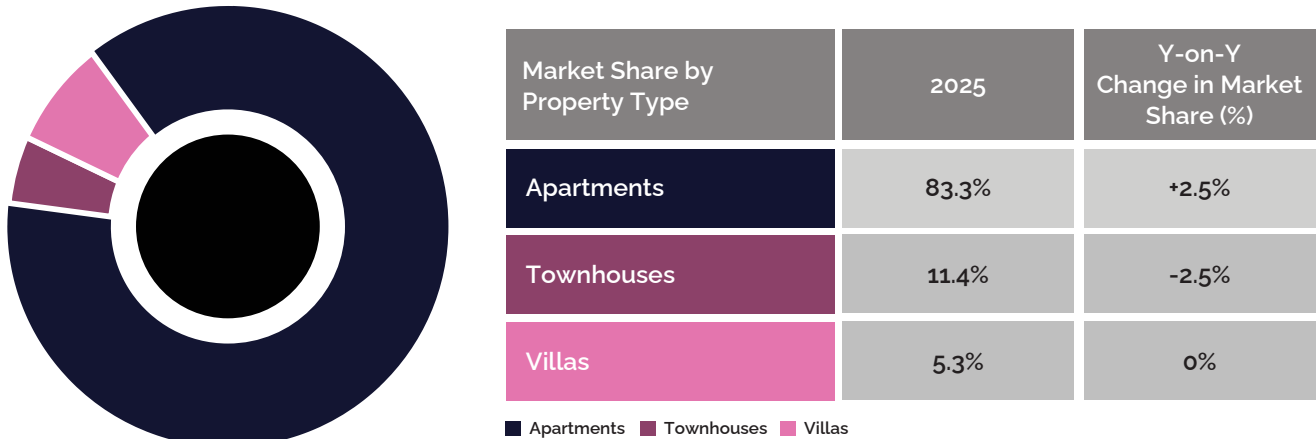 Market Share by
Property Type
2025
Y-on-Y
Change in Market
Share (%)
Apartments
83.3%
+2.5%
Townhouses
11.4%
-2.5%
Villas
5.3%
0%
Apartments Townhouses Villas